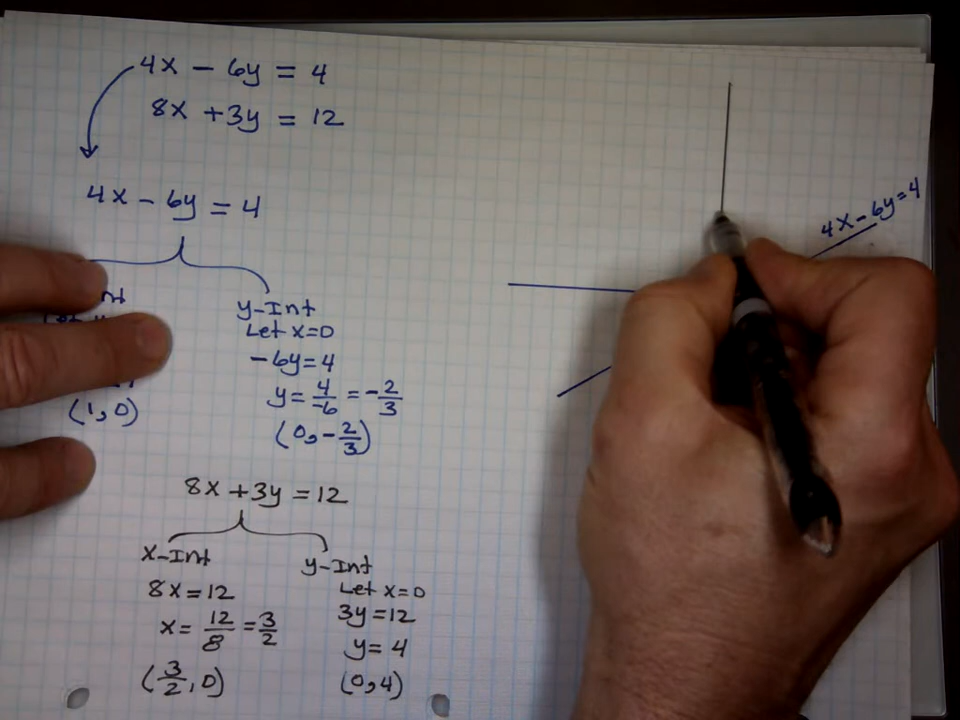 4x - 6y = 4
8x + 3y = 12
4x - 6y = 4
y-Int
Let x=0
-6y=4
y= 4/-6 = -2/3
(1, 0)
(0, -2/3)
8x + 3y = 12
x-Int
8x = 12
x= 12/8 = 3/2
(3/2, 0)
y-Int
Let x=0
3y=12
y= 4
(0,4)
4x-6y=4